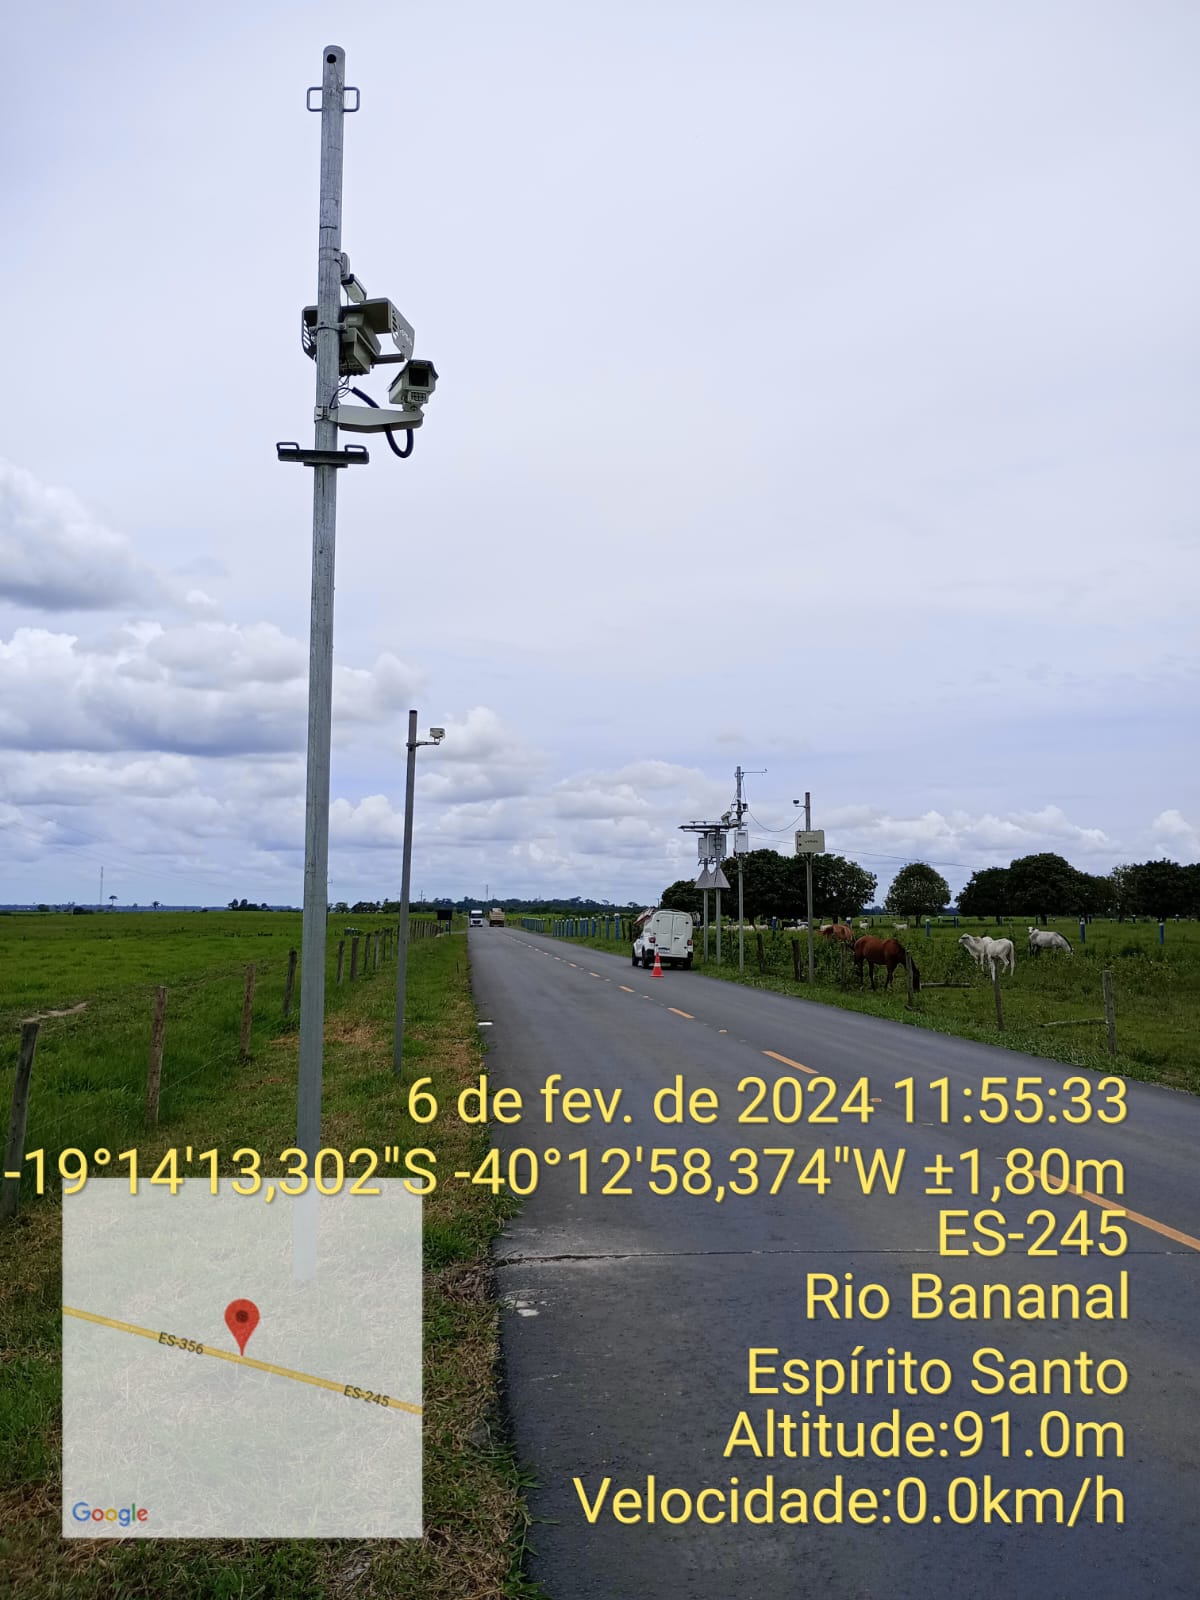 6 de fev. de 2024 11:55:33
-19°14'13,302"S -40°12'58,374"W ±1,80m
ES-245
Rio Bananal
Espírito Santo
Altitude:91.0m
Velocidade:0.0km/h
ES-356
ES-245
Google